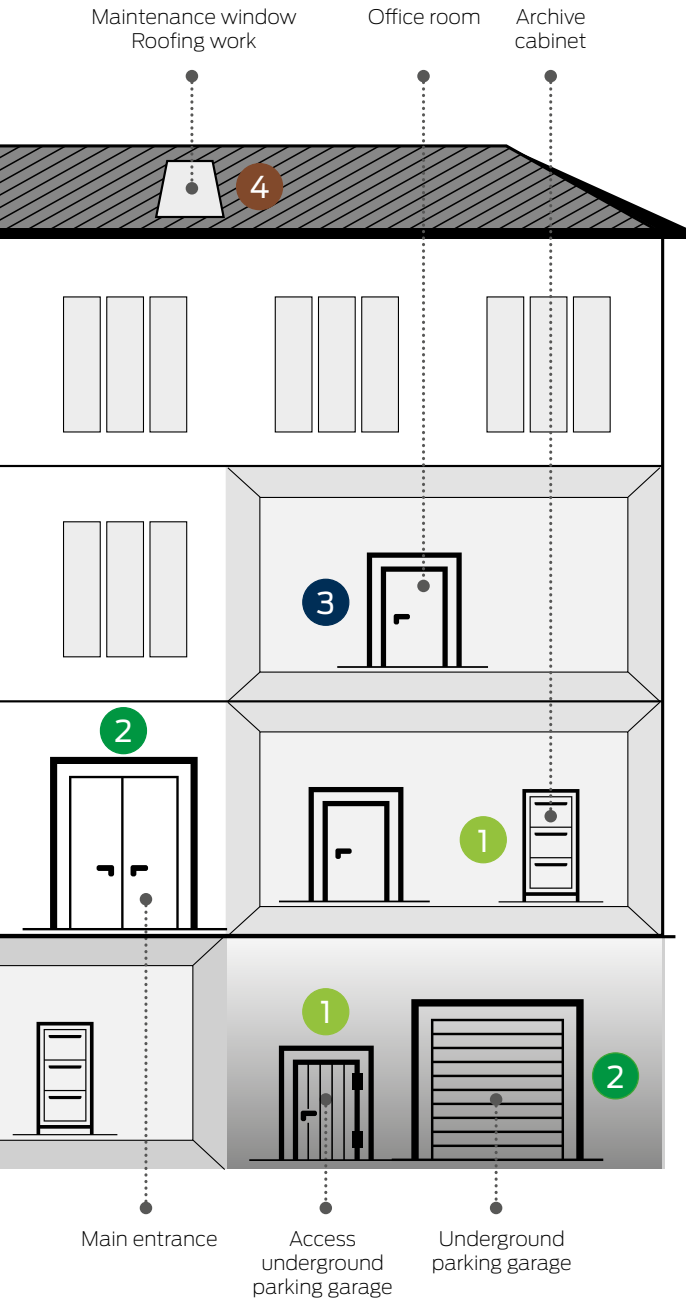 Maintenance window
Roofing work
Office room
Archive
cabinet
4
3
2
1
1
2
Main entrance
Access
underground
parking garage
Underground
parking garage